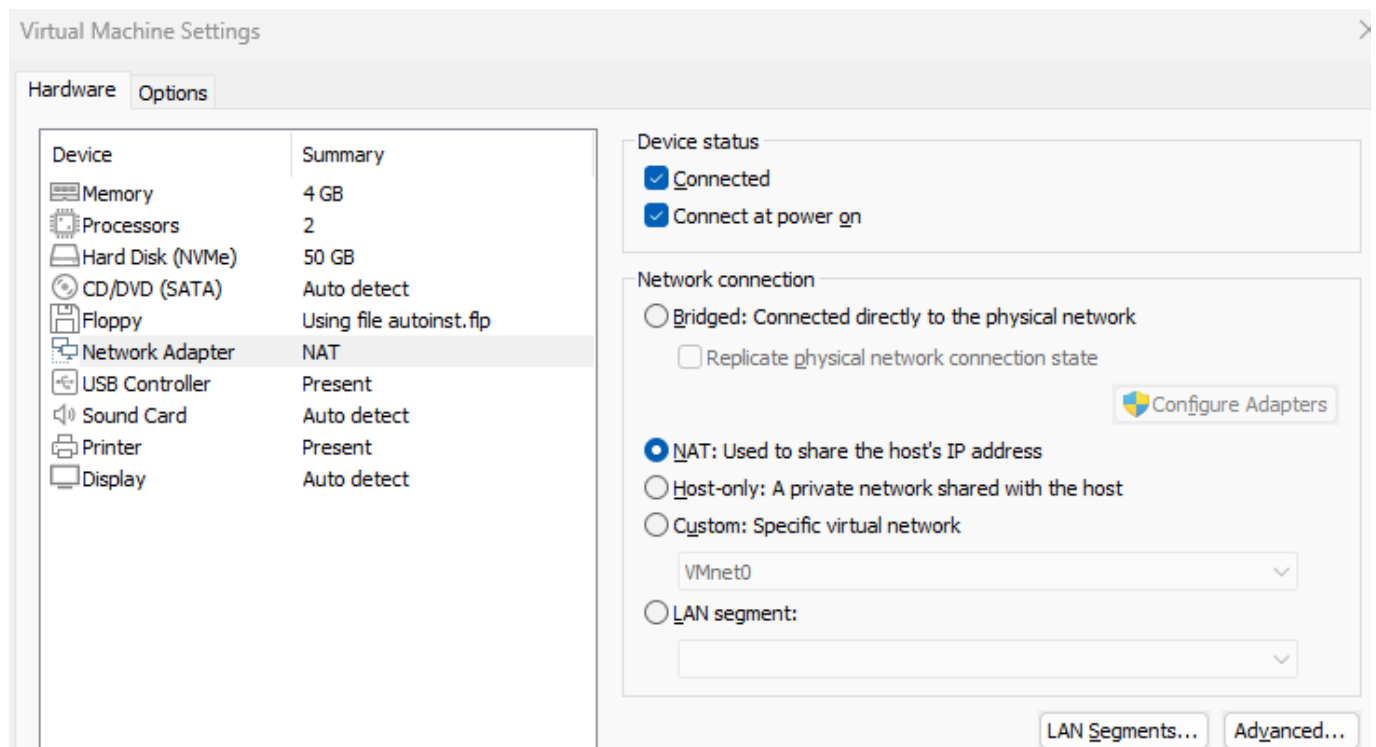 Virtual Machine Settings
Hardware
Options
Device Summary
Memory 4 GB
Processors 2
Hard Disk (NVMe) 50 GB
CD/DVD (SATA) Auto detect
Floppy Using file autoinst.flp
Network Adapter NAT
USB Controller Present
Sound Card Auto detect
Printer Present
Display Auto detect
Device status
Connected
Connect at power on
Network connection
Bridged: Connected directly to the physical network
Replicate physical network connection state
Configure Adapters
NAT: Used to share the host's IP address
Host-only: A private network shared with the host
Custom: Specific virtual network
VMnet0
LAN segment:
LAN Segments... Advanced...